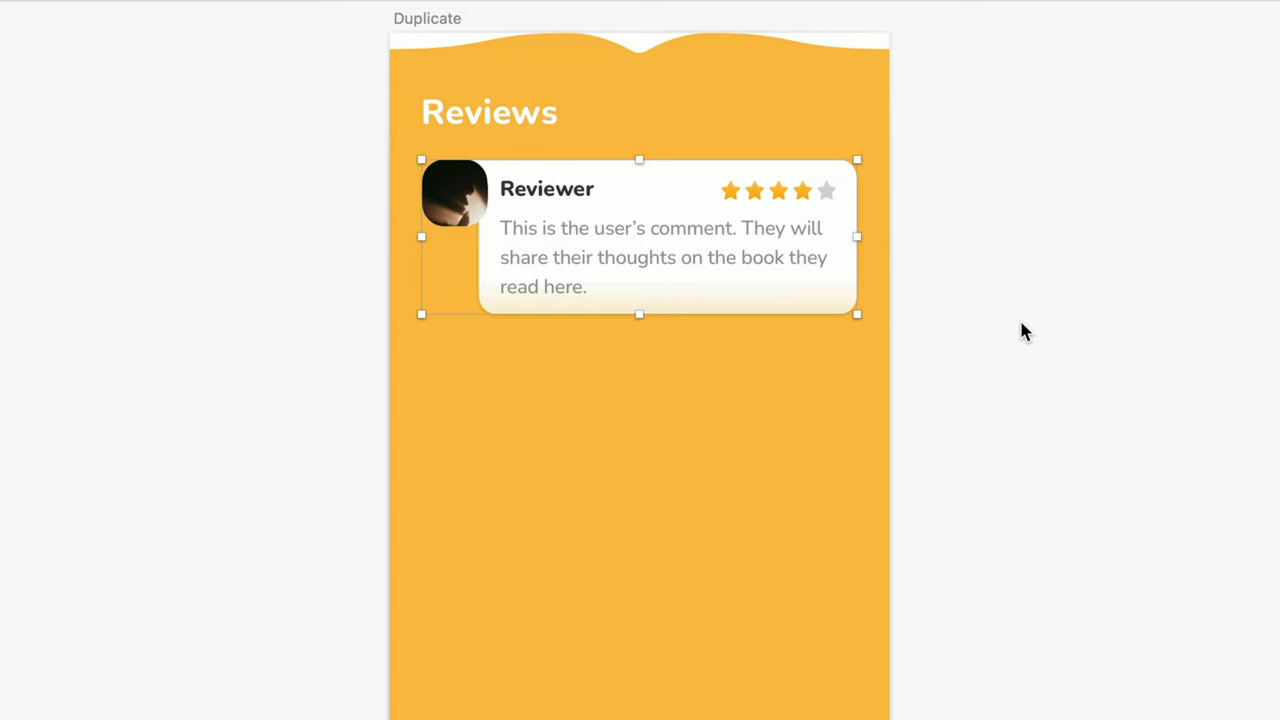 Duplicate
Reviews
Reviewer
This is the user’s comment. They will
share their thoughts on the book they
read here.